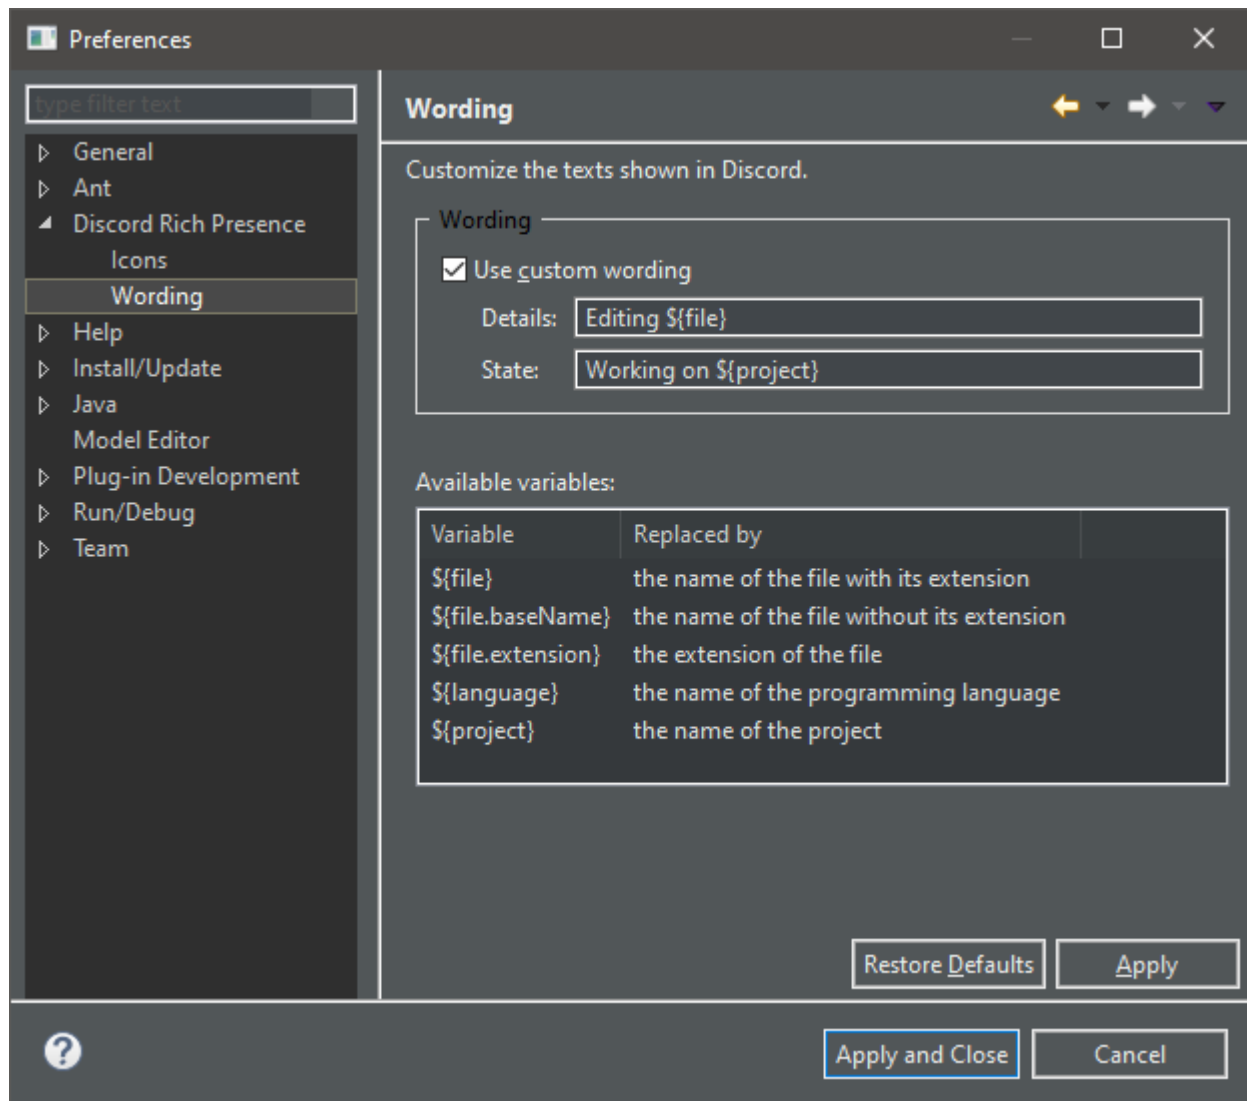 Preferences
type filter text
General
Ant
Discord Rich Presence
Icons
Wording
Help
Install/Update
Java
Model Editor
Plug-in Development
Run/Debug
Team
Wording
Customize the texts shown in Discord.
Wording
Use custom wording
Details: Editing ${file}
State: Working on ${project}
Available variables:
Variable Replaced by
${file} the name of the file with its extension
${file.baseName} the name of the file without its extension
${file.extension} the extension of the file
${language} the name of the programming language
${project} the name of the project
Restore Defaults Apply
? Apply and Close Cancel